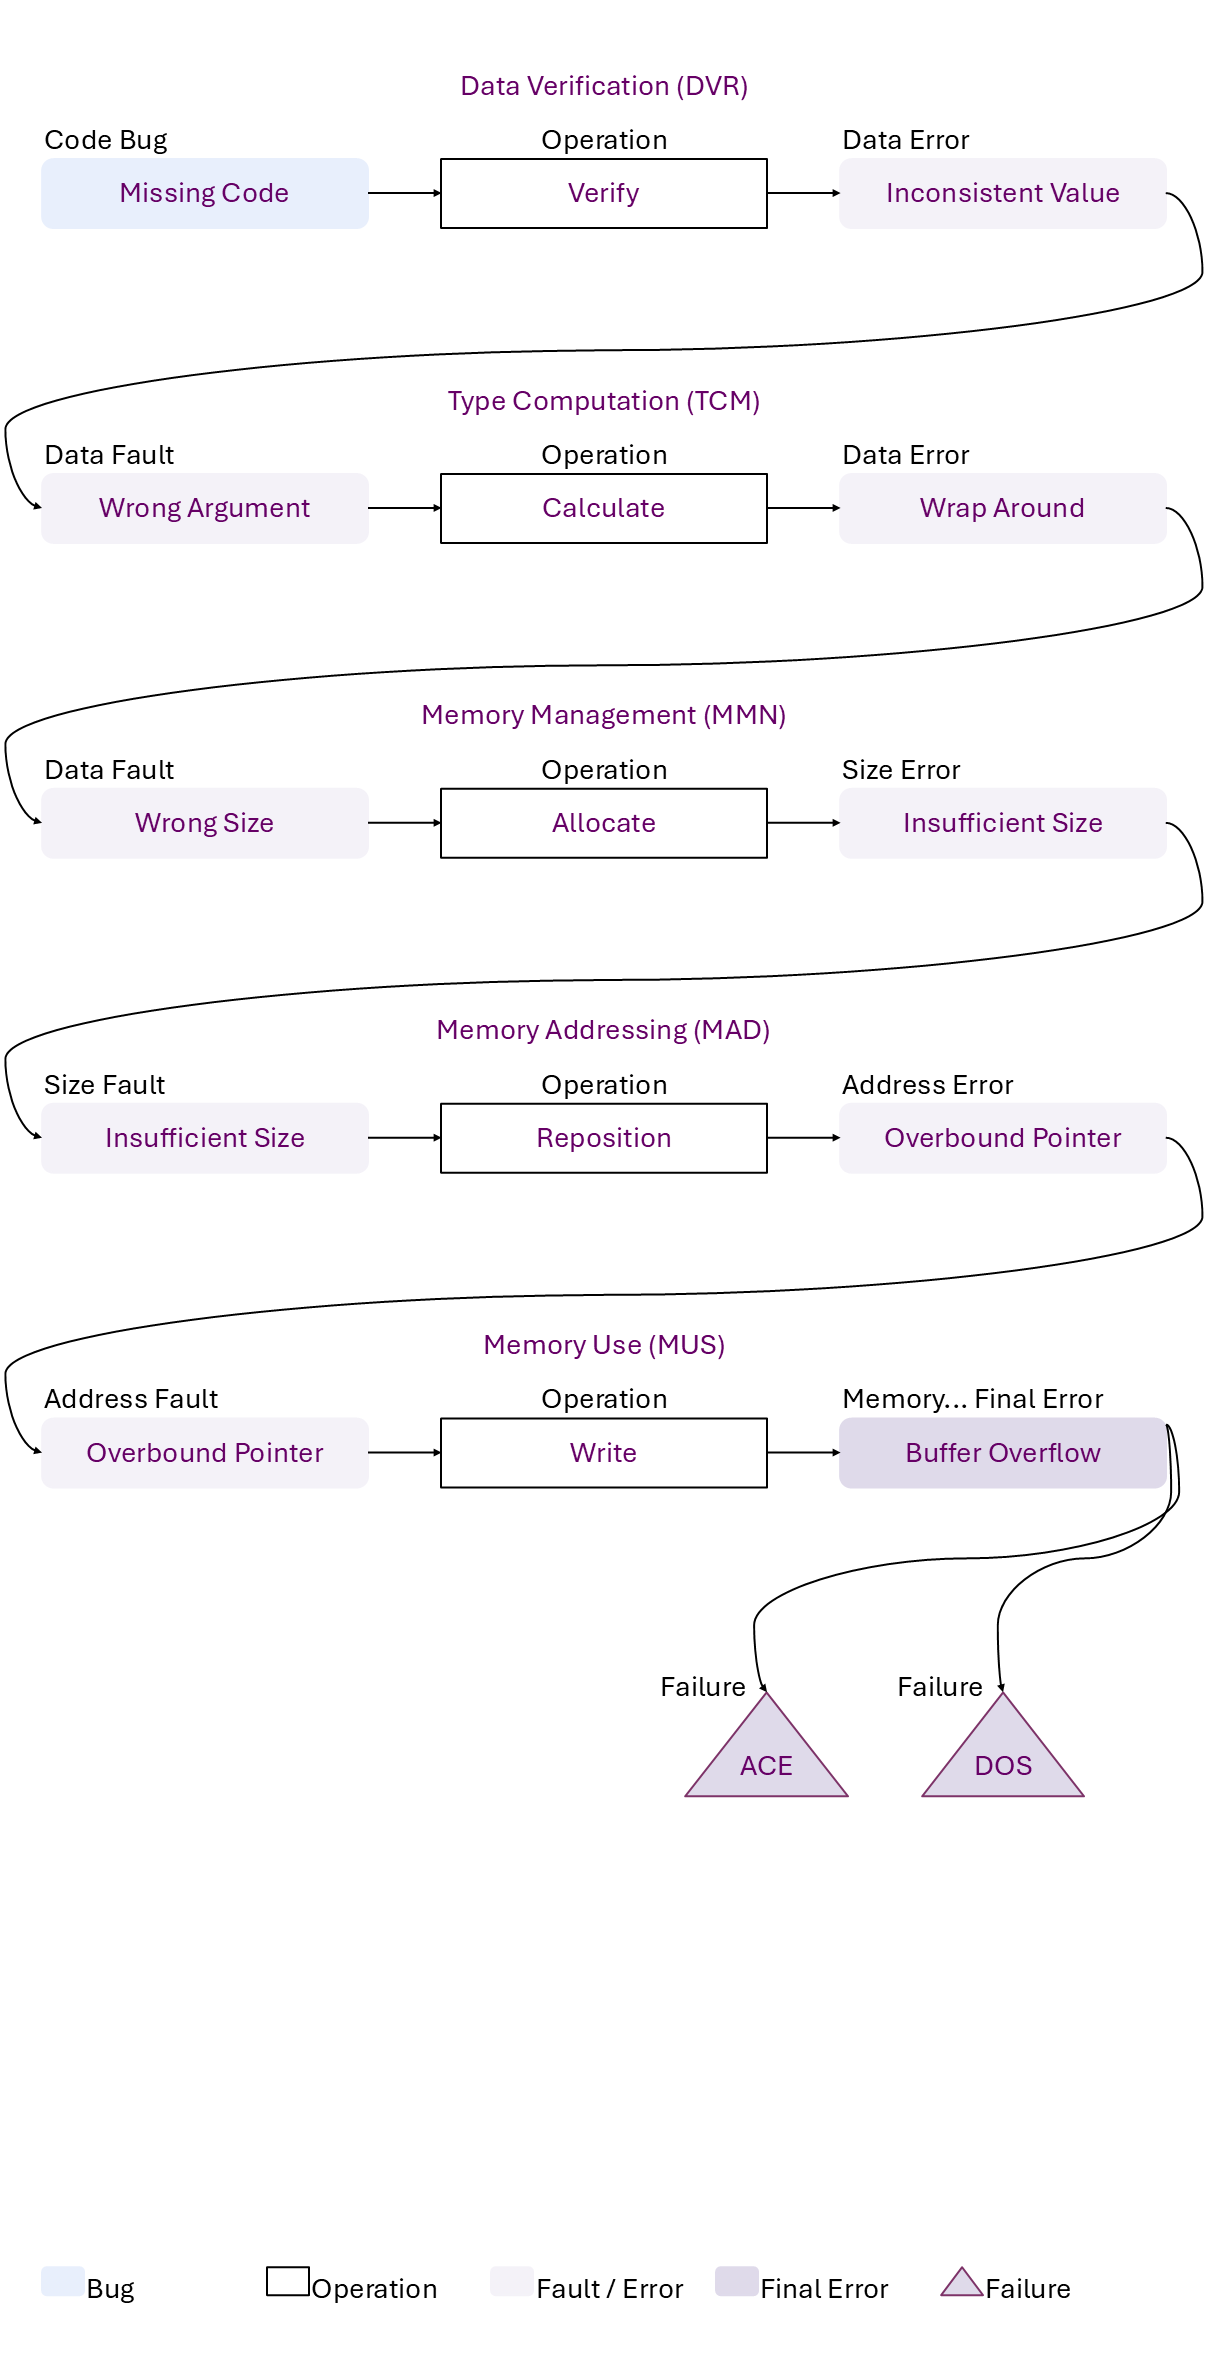 Data Verification (DVR)
Code Bug
Operation
Data Error
Missing Code
Verify
Inconsistent Value
Type Computation (TCM)
Data Fault
Operation
Data Error
Wrong Argument
Calculate
Wrap Around
Memory Management (MMN)
Data Fault
Operation
Size Error
Wrong Size
Allocate
Insufficient Size
Memory Addressing (MAD)
Size Fault
Operation
Address Error
Insufficient Size
Reposition
Overbound Pointer
Memory Use (MUS)
Address Fault
Operation
Memory... Final Error
Overbound Pointer
Write
Buffer Overflow
Failure
Failure
ACE
DOS
Bug
Operation
Fault / Error
Final Error
Failure